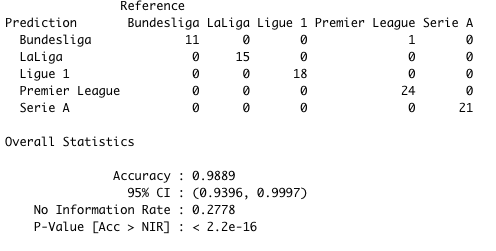 Reference
Prediction Bundesliga LaLiga Ligue 1 Premier League Serie A
Bundesliga 11 0 0 1 0
LaLiga 0 15 0 0 0
Ligue 1 0 0 18 0 0
Premier League 0 0 0 24 0
Serie A 0 0 0 0 21
Overall Statistics
Accuracy : 0.9889
95% CI : (0.9396, 0.9997)
No Information Rate : 0.2778
P-Value [Acc > NIR] : < 2.2e-16